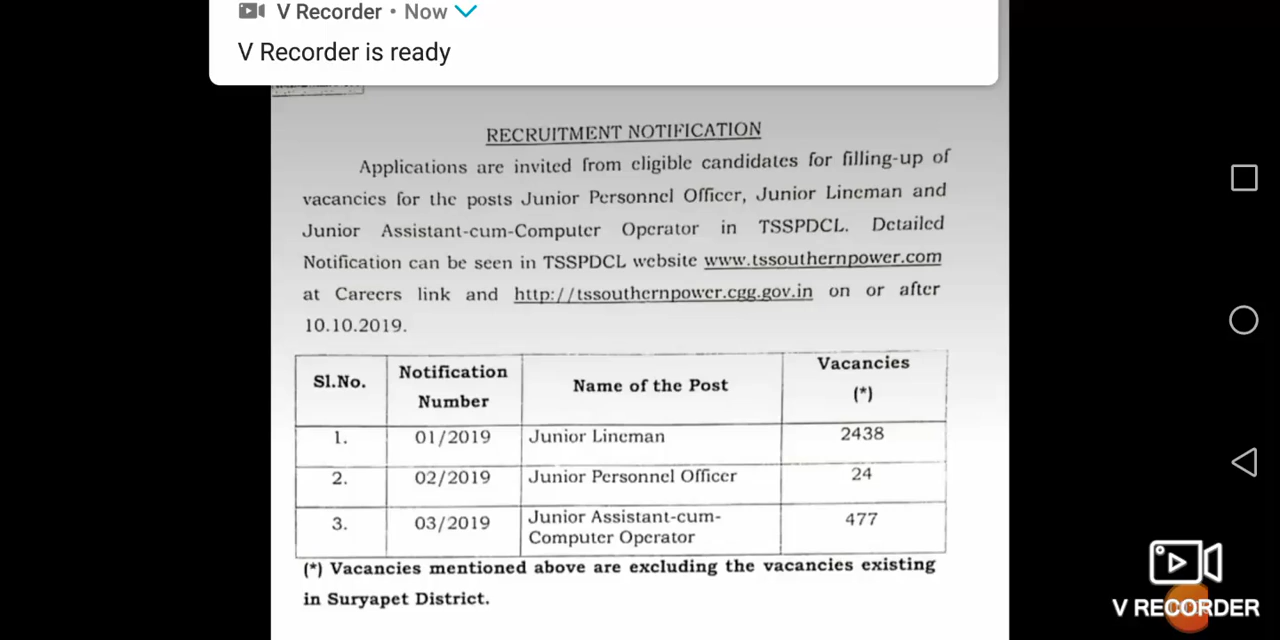 V Recorder • Now
V Recorder is ready
RECRUITMENT NOTIFICATION
Applications are invited from eligible candidates for filling-up of
vacancies for the posts Junior Personnel Officer, Junior Lineman and
Junior Assistant-cum-Computer Operator in TSSPDCL. Detailed
Notification can be seen in TSSPDCL website www.tssouthernpower.com
at Careers link and http://tssouthernpower.cgg.gov.in on or after
10.10.2019.
Sl.No. Notification Number Name of the Post Vacancies (*)
1. 01/2019 Junior Lineman 2438
2. 02/2019 Junior Personnel Officer 24
3. 03/2019 Junior Assistant-cum-Computer Operator 477
(*) Vacancies mentioned above are excluding the vacancies existing
in Suryapet District.
V RECORDER